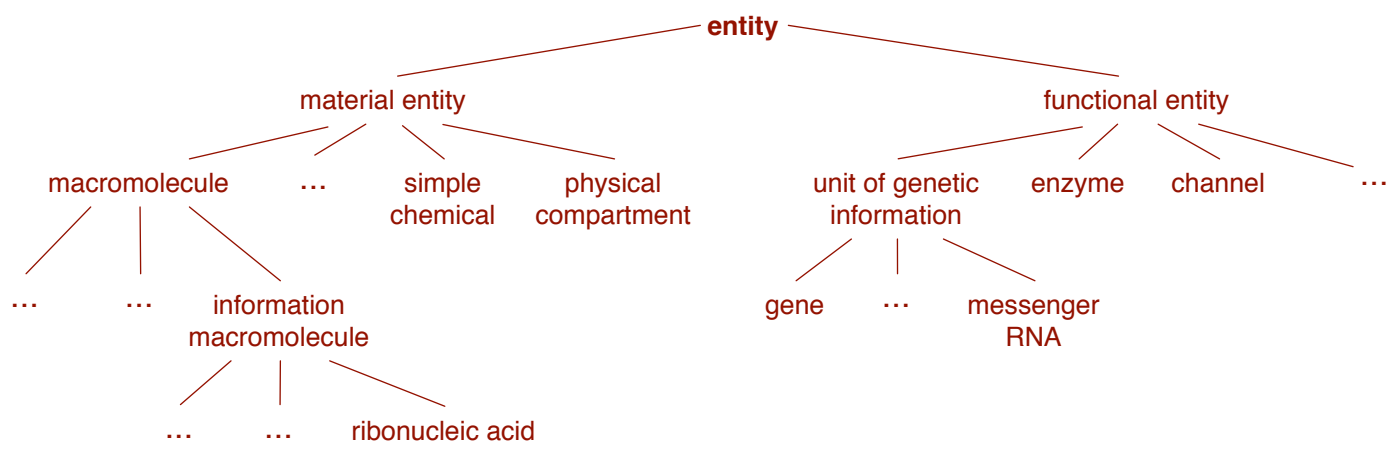 entity
material entity
functional entity
macromolecule
...
simple
chemical
physical
compartment
unit of genetic
information
enzyme
channel
...
...
...
information
macromolecule
gene
...
messenger
RNA
...
...
ribonucleic acid